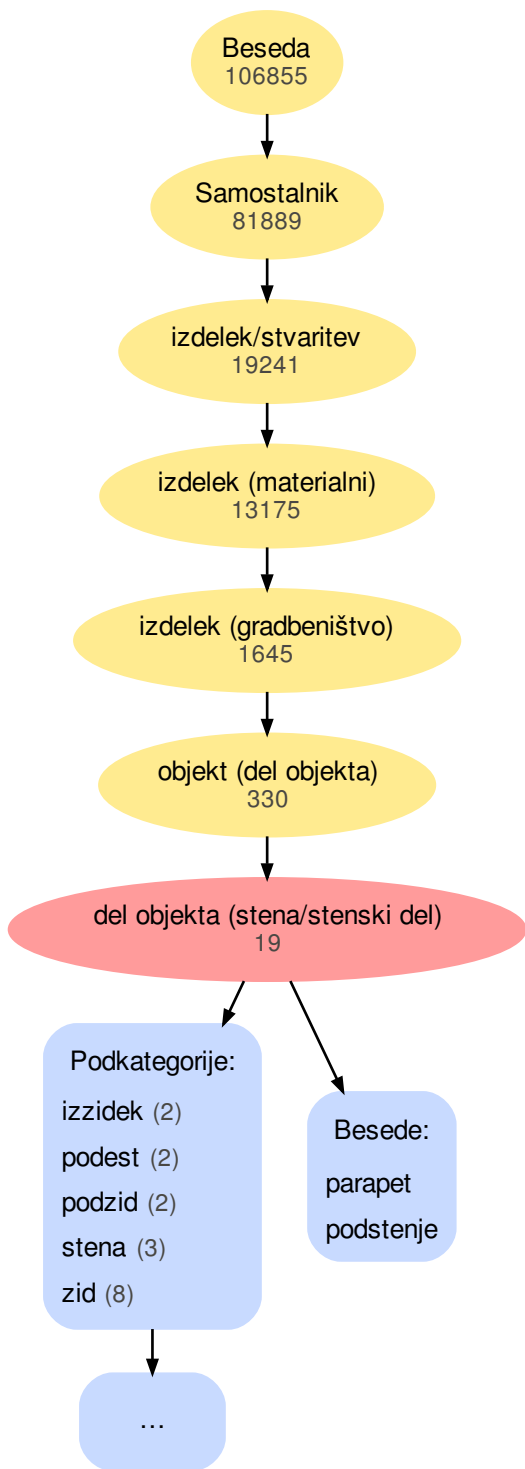 Beseda
106855
Samostalnik
81889
izdelek/stvaritev
19241
izdelek (materialni)
13175
izdelek (gradbeništvo)
1645
objekt (del objekta)
330
del objekta (stena/stenski del)
19
Podkategorije:
izzidek (2)
podest (2)
podzid (2)
stena (3)
zid (8)
Besede:
parapet
podstenje
...